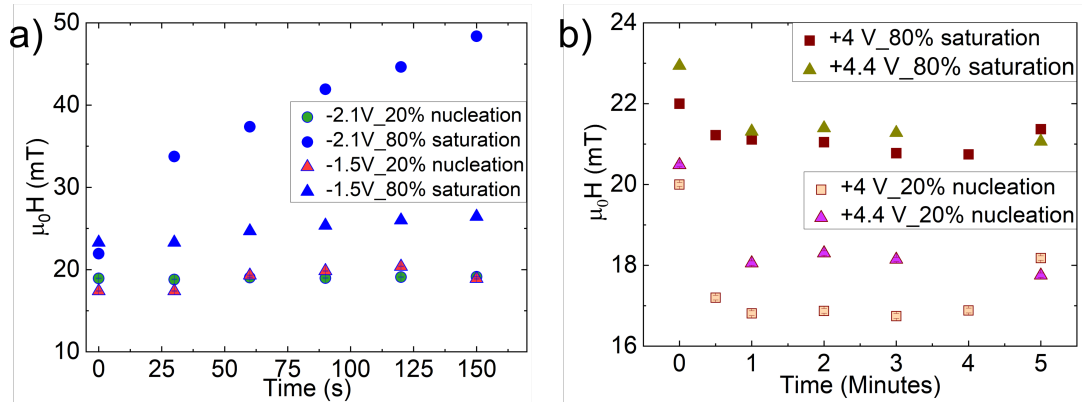 a)
50
40
30
20
10
μ₀H (mT)
-2.1V_20% nucleation
-2.1V_80% saturation
-1.5V_20% nucleation
-1.5V_80% saturation
0 25 50 75 100 125 150
Time (s)
b)
24
22
20
18
16
μ₀H (mT)
+4 V_80% saturation
+4.4 V_80% saturation
+4 V_20% nucleation
+4.4 V_20% nucleation
0 1 2 3 4 5
Time (Minutes)